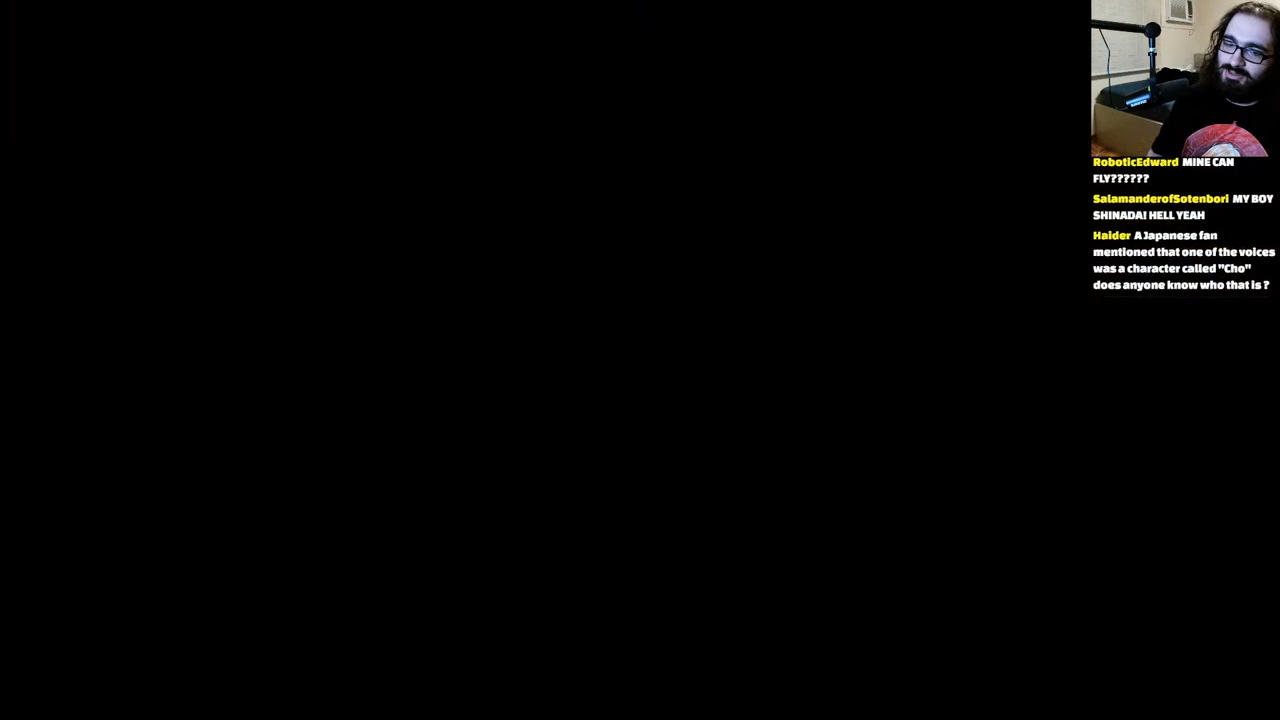 RoboticEdward MINE CAN
FLY??????
SalamanderofSotenbori MY BOY
SHINADA! HELL YEAH
Haider A Japanese fan
mentioned that one of the voices
was a character called "Cho"
does anyone know who that is ?